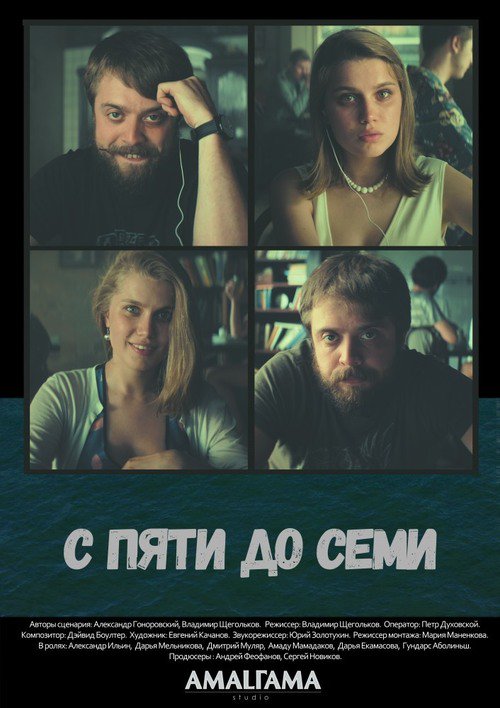 С ПЯТИ ДО СЕМИ
Авторы сценария: Александр Гоноровский, Владимир Щегольков. Режиссер: Владимир Щегольков. Оператор: Петр Духовской.
Композитор: Дэйвид Боултер. Художник: Евгений Качанов. Звукорежиссер: Юрий Золотухин. Режиссер монтажа: Мария Маненкова.
В ролях: Александр Ильин, Дарья Мельникова, Дмитрий Муляр, Амаду Мамадаков, Дарья Екамасова, Гундарс Аболиньш.
Продюсеры : Андрей Феофанов, Сергей Новиков.
АМАLГАМА
studio